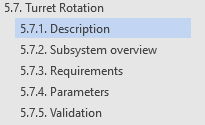 5.7. Turret Rotation
5.7.1. Description
5.7.2. Subsystem overview
5.7.3. Requirements
5.7.4. Parameters
5.7.5. Validation